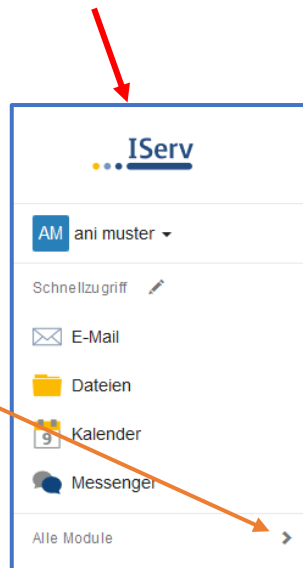 IServ
AM ani muster
Schnellzugriff
E-Mail
Dateien
9 Kalender
Messenger
Alle Module